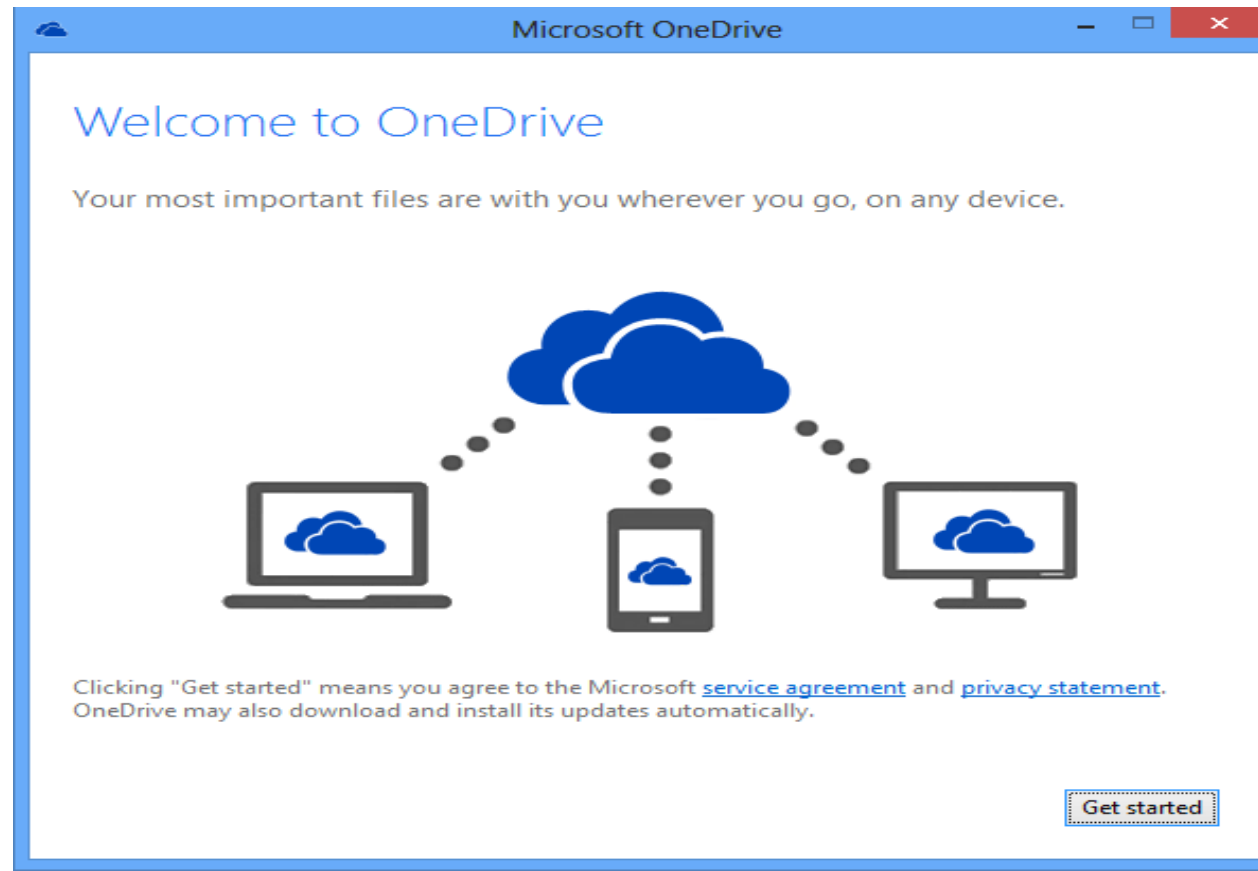 Microsoft OneDrive
Welcome to OneDrive
Your most important files are with you wherever you go, on any device.
Clicking "Get started" means you agree to the Microsoft service agreement and privacy statement.
OneDrive may also download and install its updates automatically.
Get started